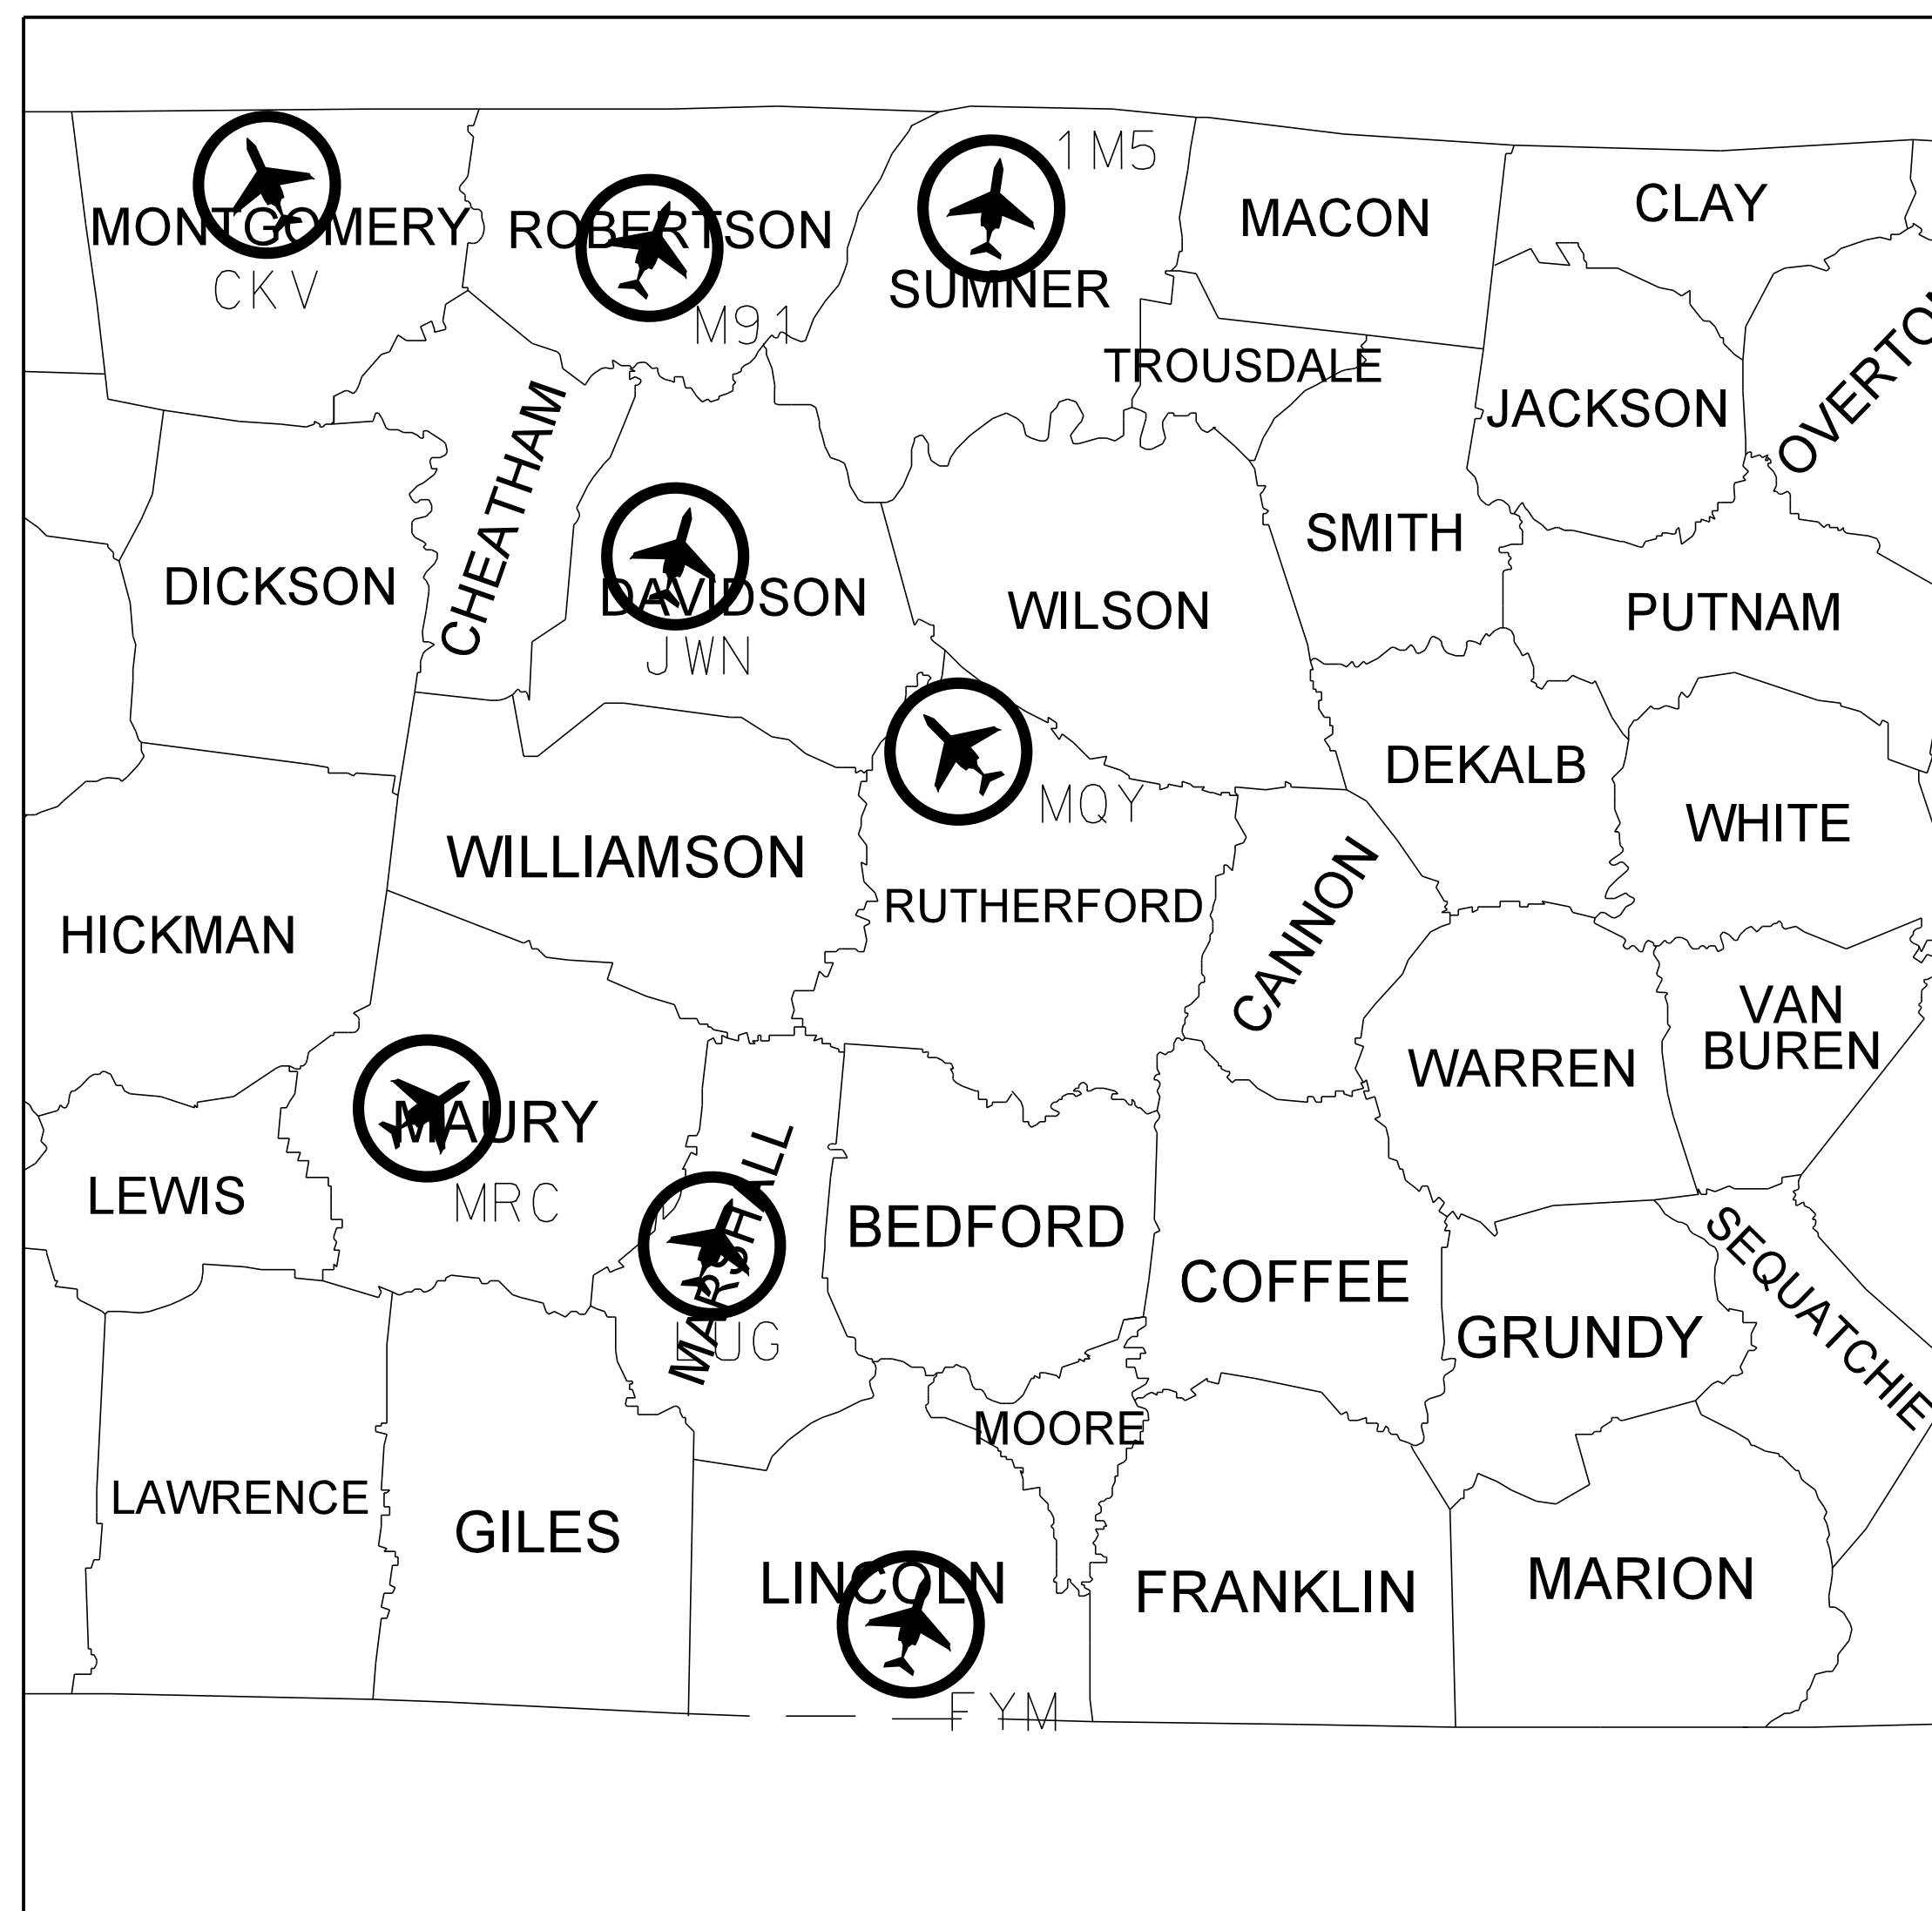 1M5
MONTGOMERY
ROBERTSON
SUMNER
MACON
CLAY
CKV
M91
TROUSDALE
JACKSON
CHEATHAM
SMITH
DICKSON
DAVIDSON
WILSON
PUTNAM
JWN
DEKALB
MQY
WHITE
WILLIAMSON
RUTHERFORD
HICKMAN
CANNON
VAN
BUREN
WARREN
MAURY
LEWIS
MRC
MARSHALL
BEDFORD
COFFEE
GRUNDY
SEQUATCHIE
MOORE
LAWRENCE
GILES
LINCOLN
FRANKLIN
MARION
FYM